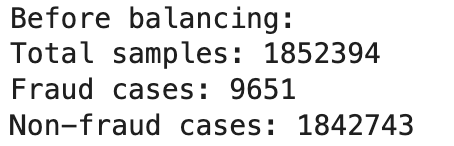 Before balancing:
Total samples: 1852394
Fraud cases: 9651
Non-fraud cases: 1842743